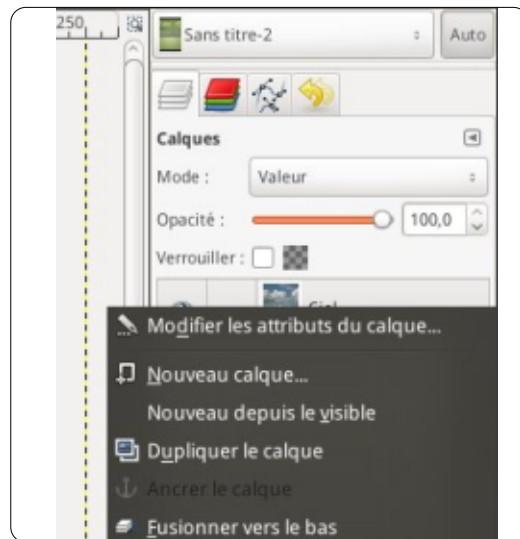 250
Sans titre-2
Auto
Calques
Mode :
Valeur
Opacité :
100,0
Verrouiller :
Ciel
Modifier les attributs du calque...
Nouveau calque...
Nouveau depuis le visible
Dupliquer le calque
Ancrer le calque
Fusionner vers le bas